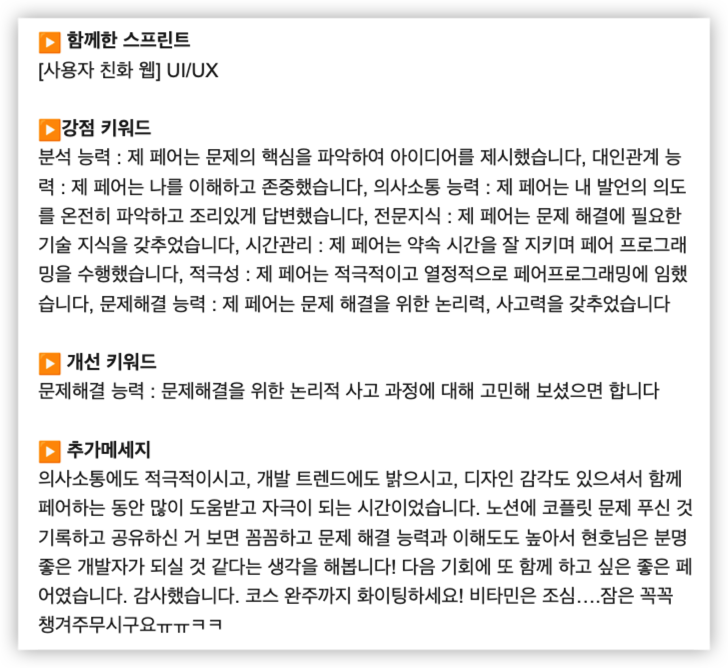 ▶️ 함께한 스프린트
[사용자 친화 웹] UI/UX
▶️강점 키워드
분석 능력 : 제 페어는 문제의 핵심을 파악하여 아이디어를 제시했습니다, 대인관계 능
력 : 제 페어는 나를 이해하고 존중했습니다, 의사소통 능력 : 제 페어는 내 발언의 의도
를 온전히 파악하고 조리있게 답변했습니다, 전문지식 : 제 페어는 문제 해결에 필요한
기술 지식을 갖추었습니다, 시간관리 : 제 페어는 약속 시간을 잘 지키며 페어 프로그래
밍을 수행했습니다, 적극성 : 제 페어는 적극적이고 열정적으로 페어프로그래밍에 임했
습니다, 문제해결 능력 : 제 페어는 문제 해결을 위한 논리력, 사고력을 갖추었습니다
▶️ 개선 키워드
문제해결 능력 : 문제해결을 위한 논리적 사고 과정에 대해 고민해 보셨으면 합니다
▶️ 추가메세지
의사소통에도 적극적이시고, 개발 트렌드에도 밝으시고, 디자인 감각도 있으셔서 함께
페어하는 동안 많이 도움받고 자극이 되는 시간이었습니다. 노션에 코플릿 문제 푸신 것
기록하고 공유하신 거 보면 꼼꼼하고 문제 해결 능력과 이해도도 높아서 현호님은 분명
좋은 개발자가 되실 것 같다는 생각을 해봅니다! 다음 기회에 또 함께 하고 싶은 좋은 페
어였습니다. 감사했습니다. 코스 완주까지 화이팅하세요! 비타민은 조심....잠은 꼭꼭
챙겨주무시구요ㅠㅠㅋㅋ